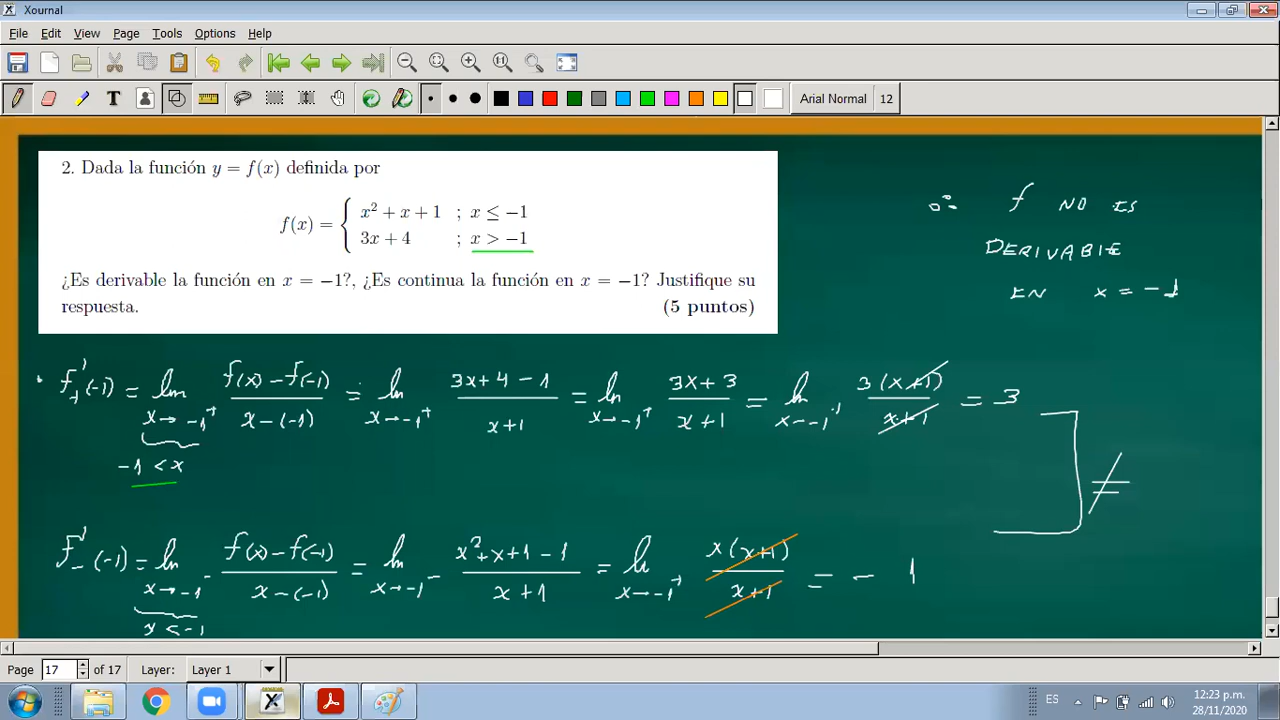 Xournal
File Edit View Page Tools Options Help
Arial Normal 12
2. Dada la función y = f(x) definida por
f(x) = { x² + x + 1 ; x ≤ −1
3x + 4 ; x > −1
¿Es derivable la función en x = −1?, ¿Es continua la función en x = −1? Justifique su
respuesta. (5 puntos)
∴ f NO ES
DERIVABLE
EN x = -1
f'₊(-1) = lim x→-1⁺ (f(x) - f(-1))/(x-(-1)) = lim x→-1⁺ (3x+4-1)/(x+1) = lim x→-1⁺ (3x+3)/(x+1) = lim x→-1⁺ 3(x+1)/(x+1) = 3
-1 < x
≠
f'₋(-1) = lim x→-1⁻ (f(x) - f(-1))/(x-(-1)) = lim x→-1⁻ (x²+x+1-1)/(x+1) = lim x→-1⁺ x(x+1)/(x+1) = -1
x < -1
Page 17 of 17 Layer: Layer 1
ES 12:23 p.m.
28/11/2020